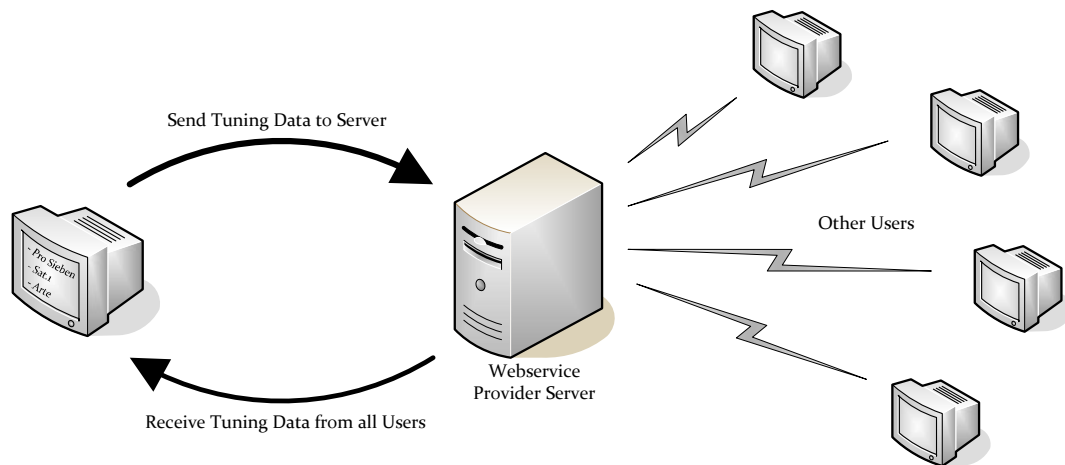 Send Tuning Data to Server
- Pro Sieben
- Sat.1
- Arte
Other Users
Webservice
Provider Server
Receive Tuning Data from all Users